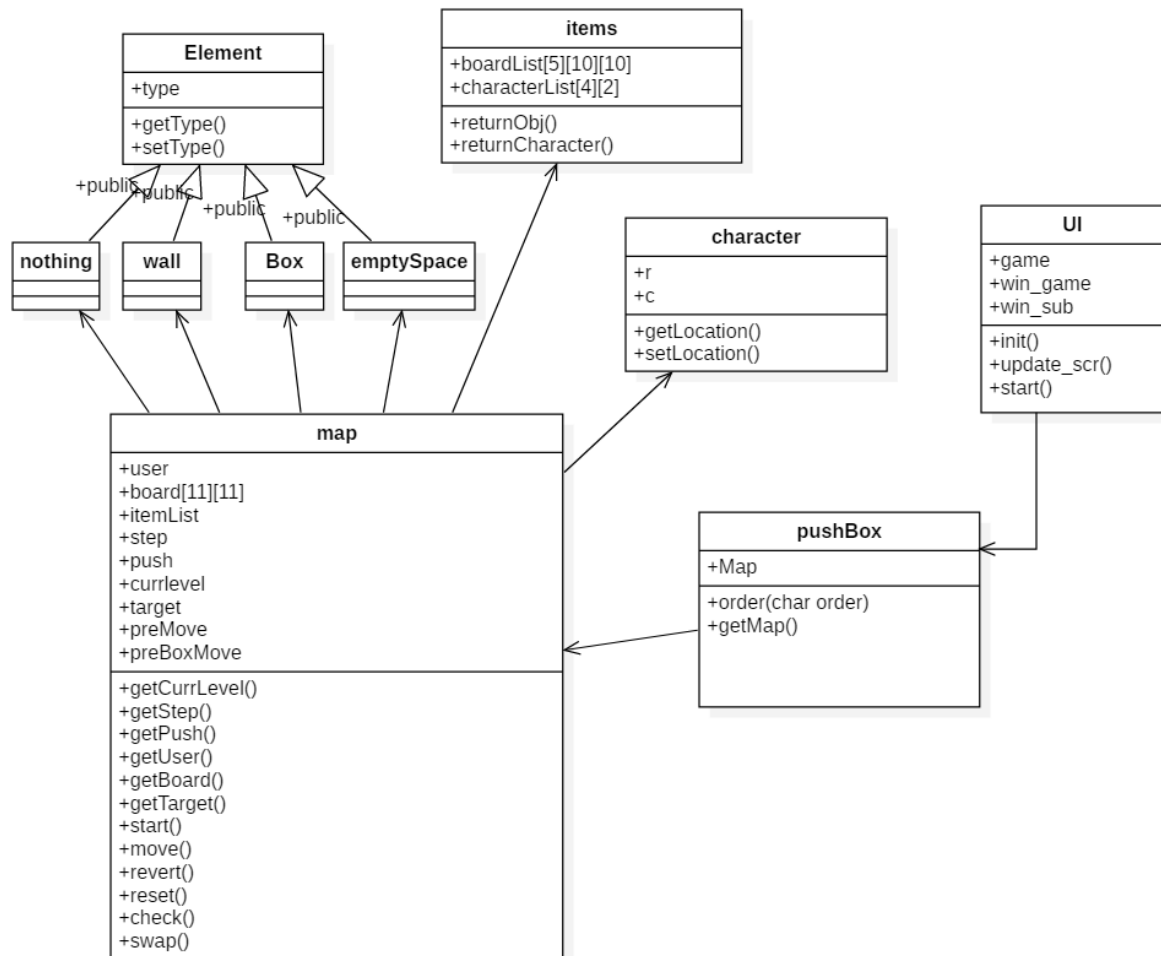 Element
+type
+getType()
+setType()
items
+boardList[5][10][10]
+characterList[4][2]
+returnObj()
+returnCharacter()
+public
+public
+public
+public
nothing
wall
Box
emptySpace
character
+r
+c
+getLocation()
+setLocation()
UI
+game
+win_game
+win_sub
+init()
+update_scr()
+start()
map
+user
+board[11][11]
+itemList
+step
+push
+currlevel
+target
+preMove
+preBoxMove
+getCurrLevel()
+getStep()
+getPush()
+getUser()
+getBoard()
+getTarget()
+start()
+move()
+revert()
+reset()
+check()
+swap()
pushBox
+Map
+order(char order)
+getMap()